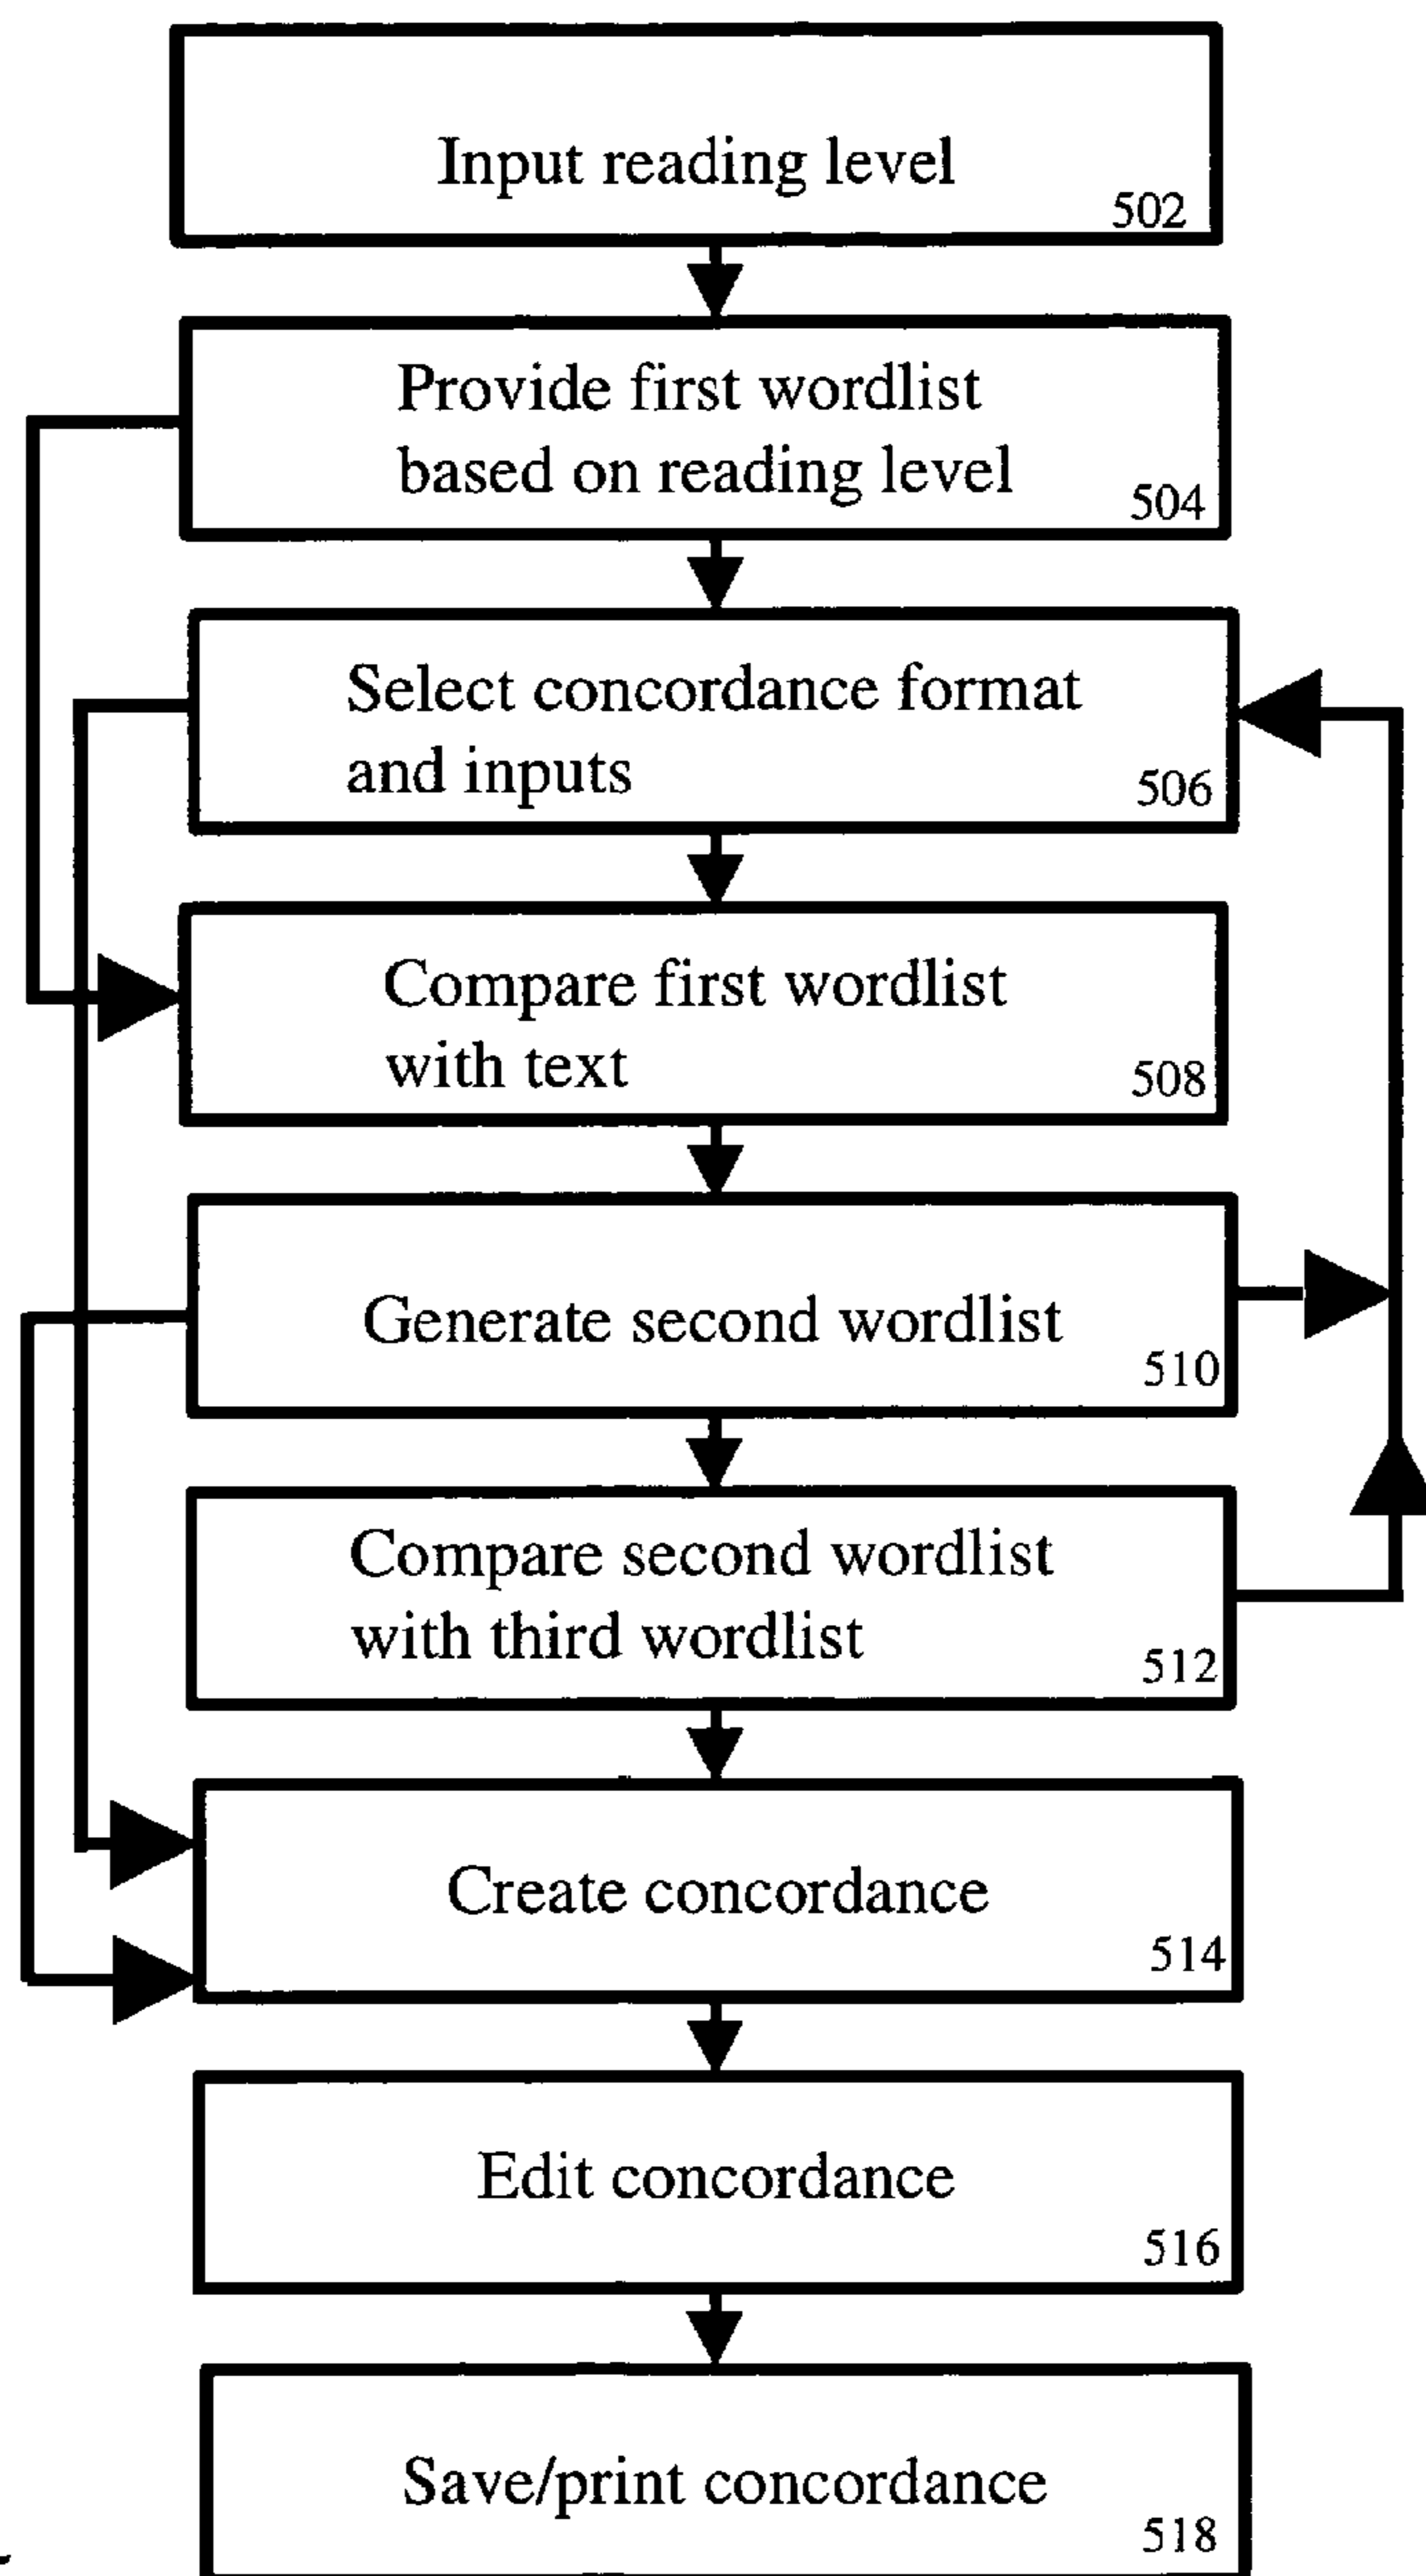 Input reading level
502
Provide first wordlist
based on reading level
504
Select concordance format
and inputs
506
Compare first wordlist
with text
508
Generate second wordlist
510
Compare second wordlist
with third wordlist
512
Create concordance
514
Edit concordance
516
Save/print concordance
518